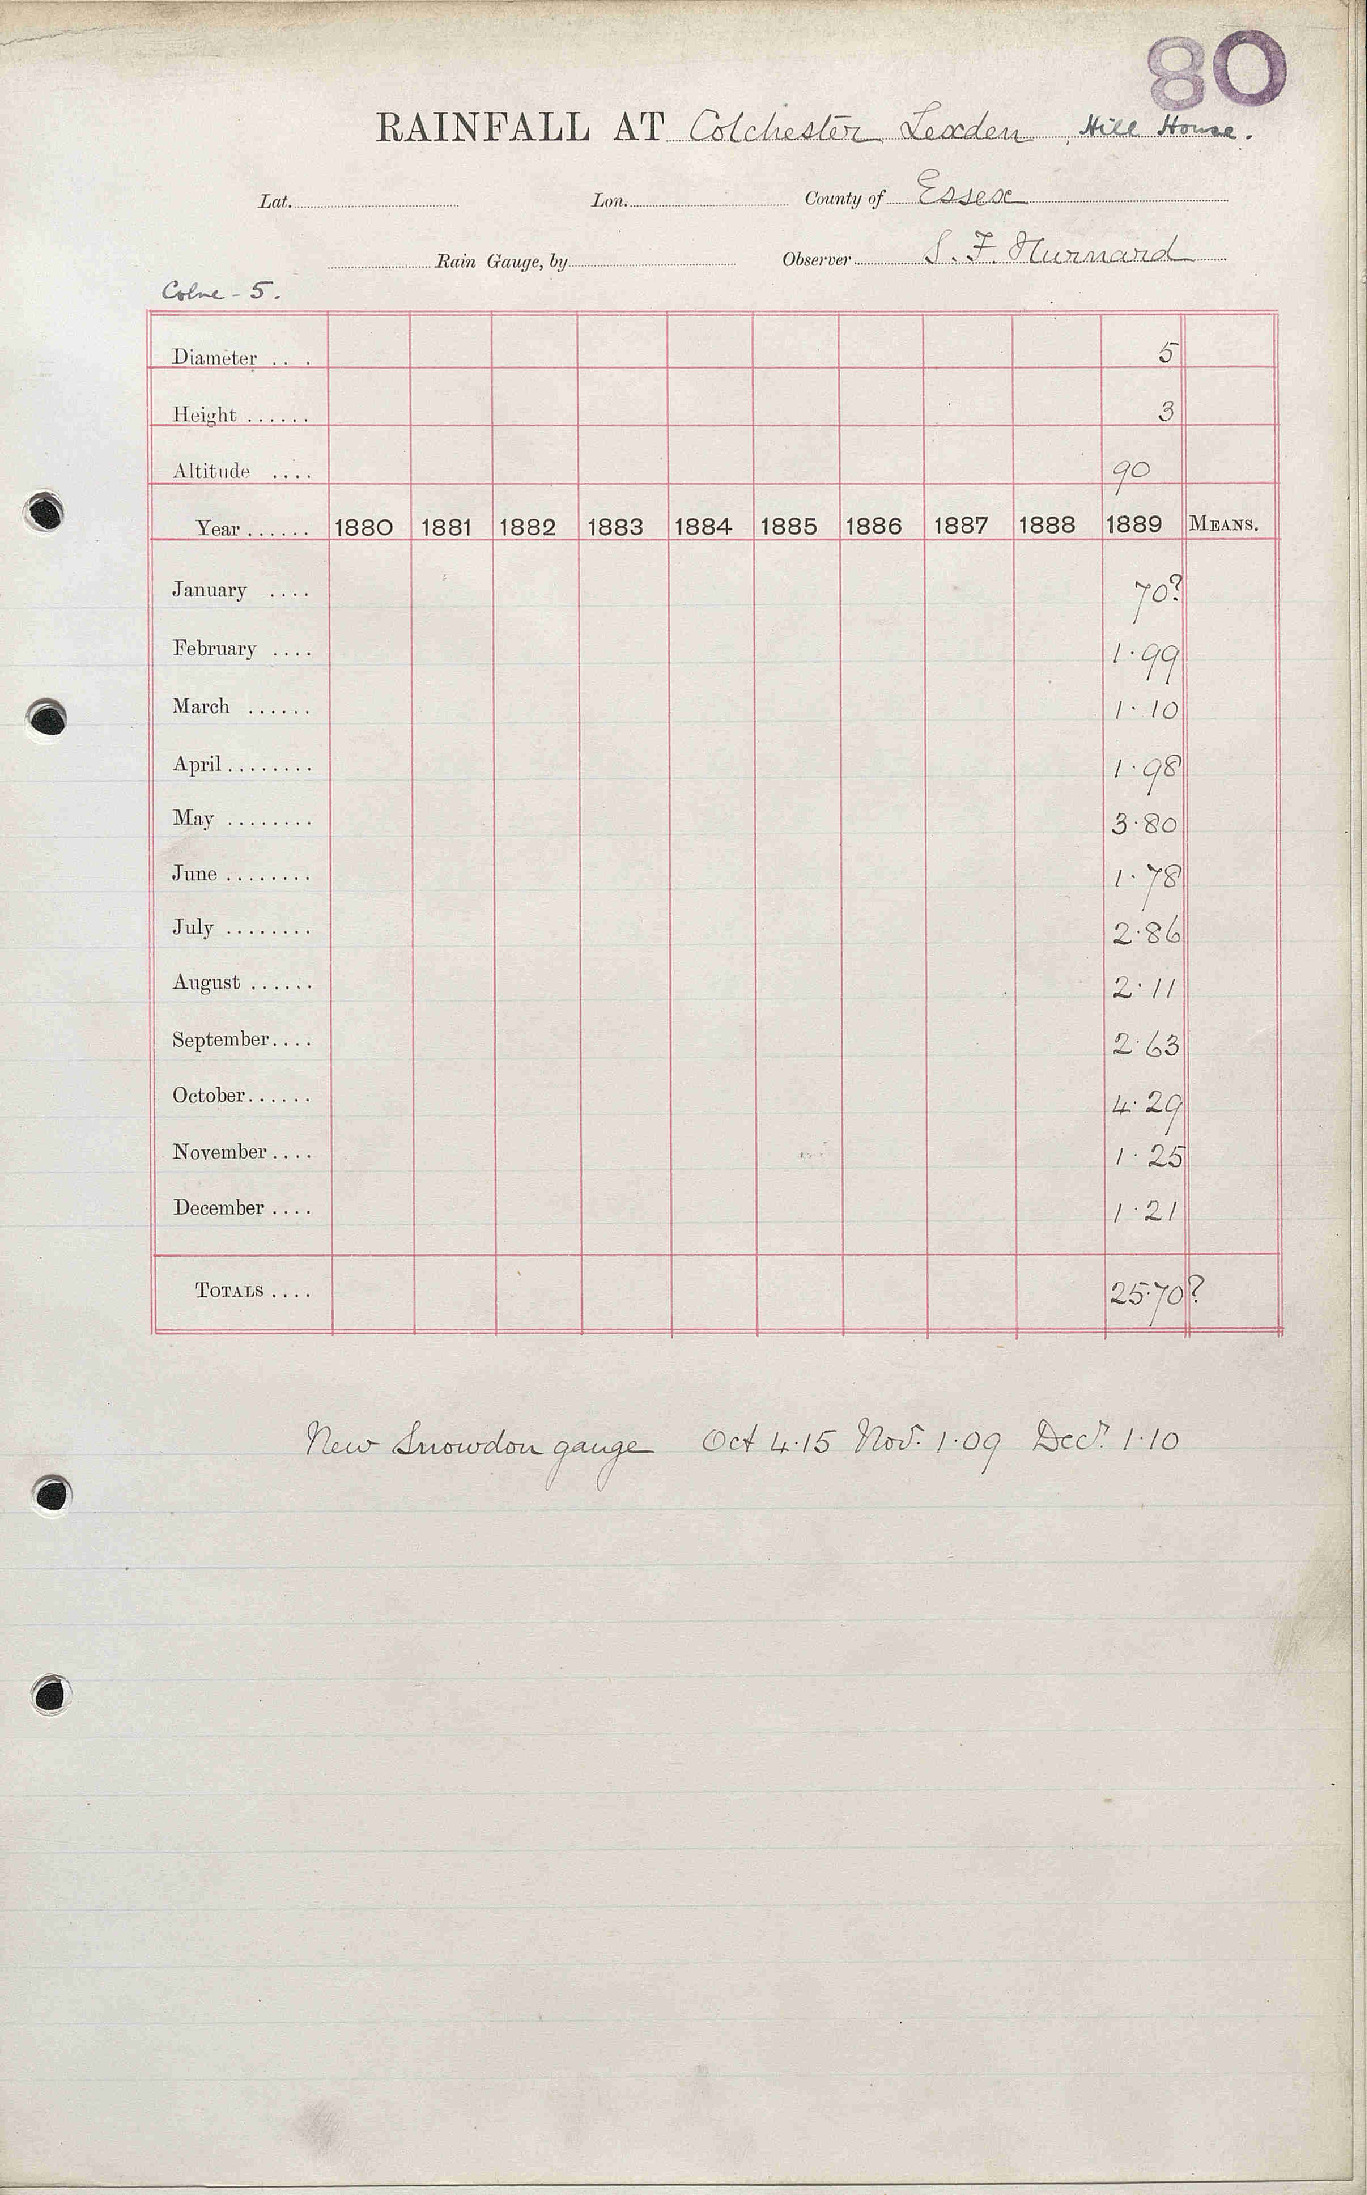 80
RAINFALL AT Colchester Lexden, Hill House.
Lat. Lon. County of Essex
Rain Gauge, by Observer S. F. Hurnard
Colne - 5.
Diameter ... 5
Height ...... 3
Altitude .... 90
Year ...... 1880 1881 1882 1883 1884 1885 1886 1887 1888 1889 MEANS.
January .... 70?
February .... 1.99
March ...... 1.10
April ........ 1.98
May ........ 3.80
June ........ 1.78
July ........ 2.86
August ...... 2.11
September.... 2.63
October...... 4.29
November.... 1.25
December.... 1.21
TOTALS .... 25.70?
New Snowdon gauge Oct 4.15 Nov. 1.09 Decr. 1.10